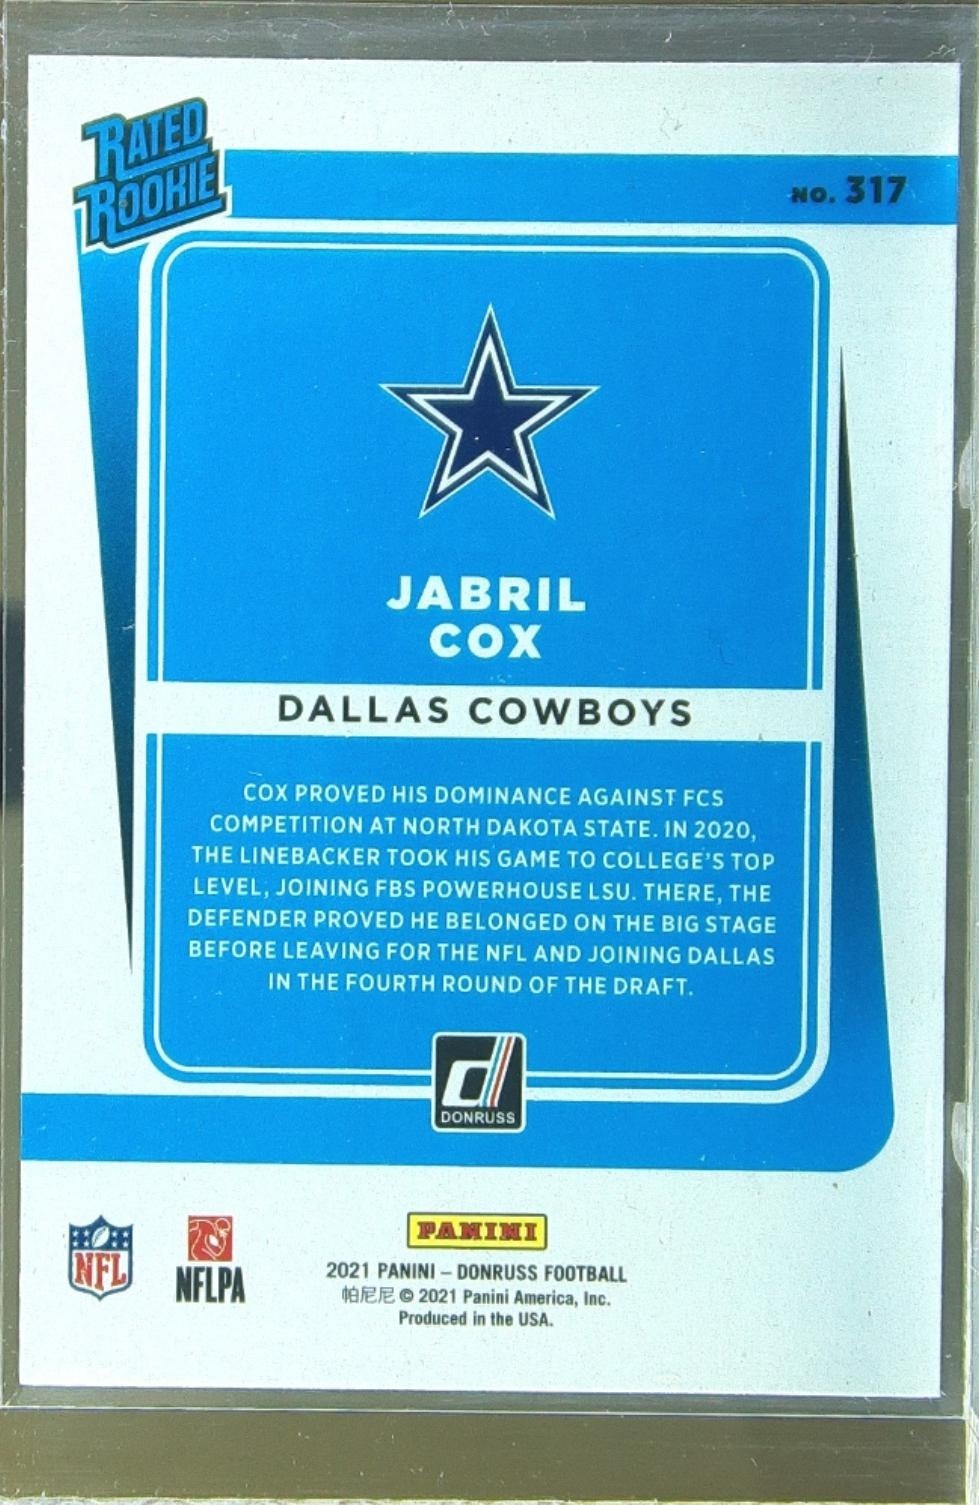 RATED
ROOKIE
NO. 317
JABRIL
COX
DALLAS COWBOYS
COX PROVED HIS DOMINANCE AGAINST FCS
COMPETITION AT NORTH DAKOTA STATE. IN 2020,
THE LINEBACKER TOOK HIS GAME TO COLLEGE'S TOP
LEVEL, JOINING FBS POWERHOUSE LSU. THERE, THE
DEFENDER PROVED HE BELONGED ON THE BIG STAGE
BEFORE LEAVING FOR THE NFL AND JOINING DALLAS
IN THE FOURTH ROUND OF THE DRAFT.
d
DONRUSS
NFL
NFLPA
PANINI
2021 PANINI – DONRUSS FOOTBALL
帕尼尼 © 2021 Panini America, Inc.
Produced in the USA.